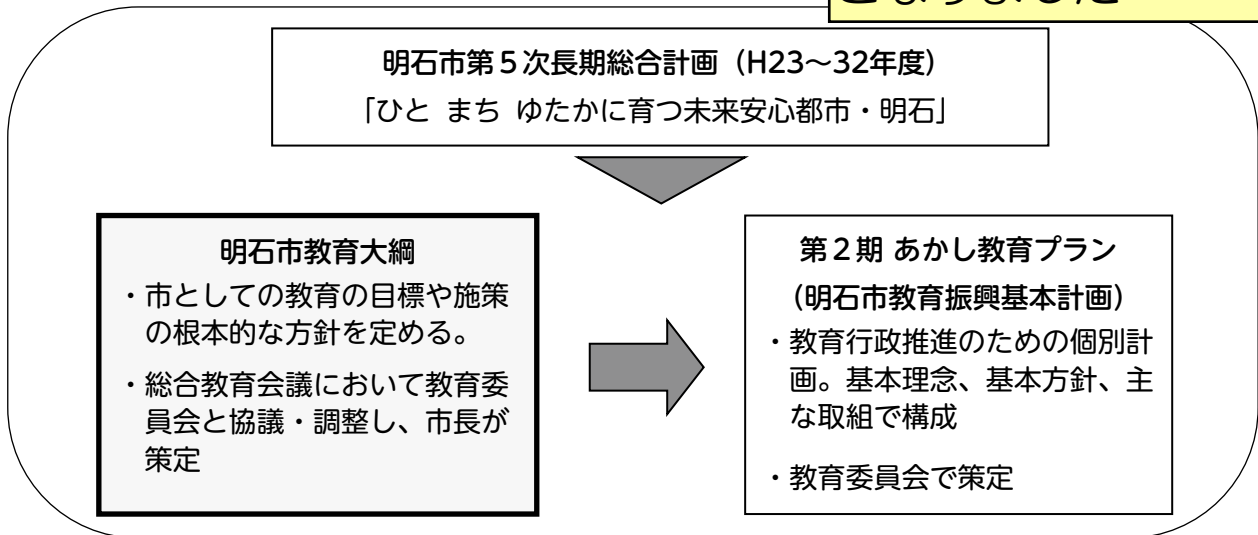 となりました
明石市第５次長期総合計画（H23～32年度）
「ひと まち ゆたかに育つ未来安心都市・明石」
明石市教育大綱
・市としての教育の目標や施策
の根本的な方針を定める。
・総合教育会議において教育委
員会と協議・調整し、市長が
策定
第２期 あかし教育プラン
（明石市教育振興基本計画）
・教育行政推進のための個別計
画。基本理念、基本方針、主
な取組で構成
・教育委員会で策定